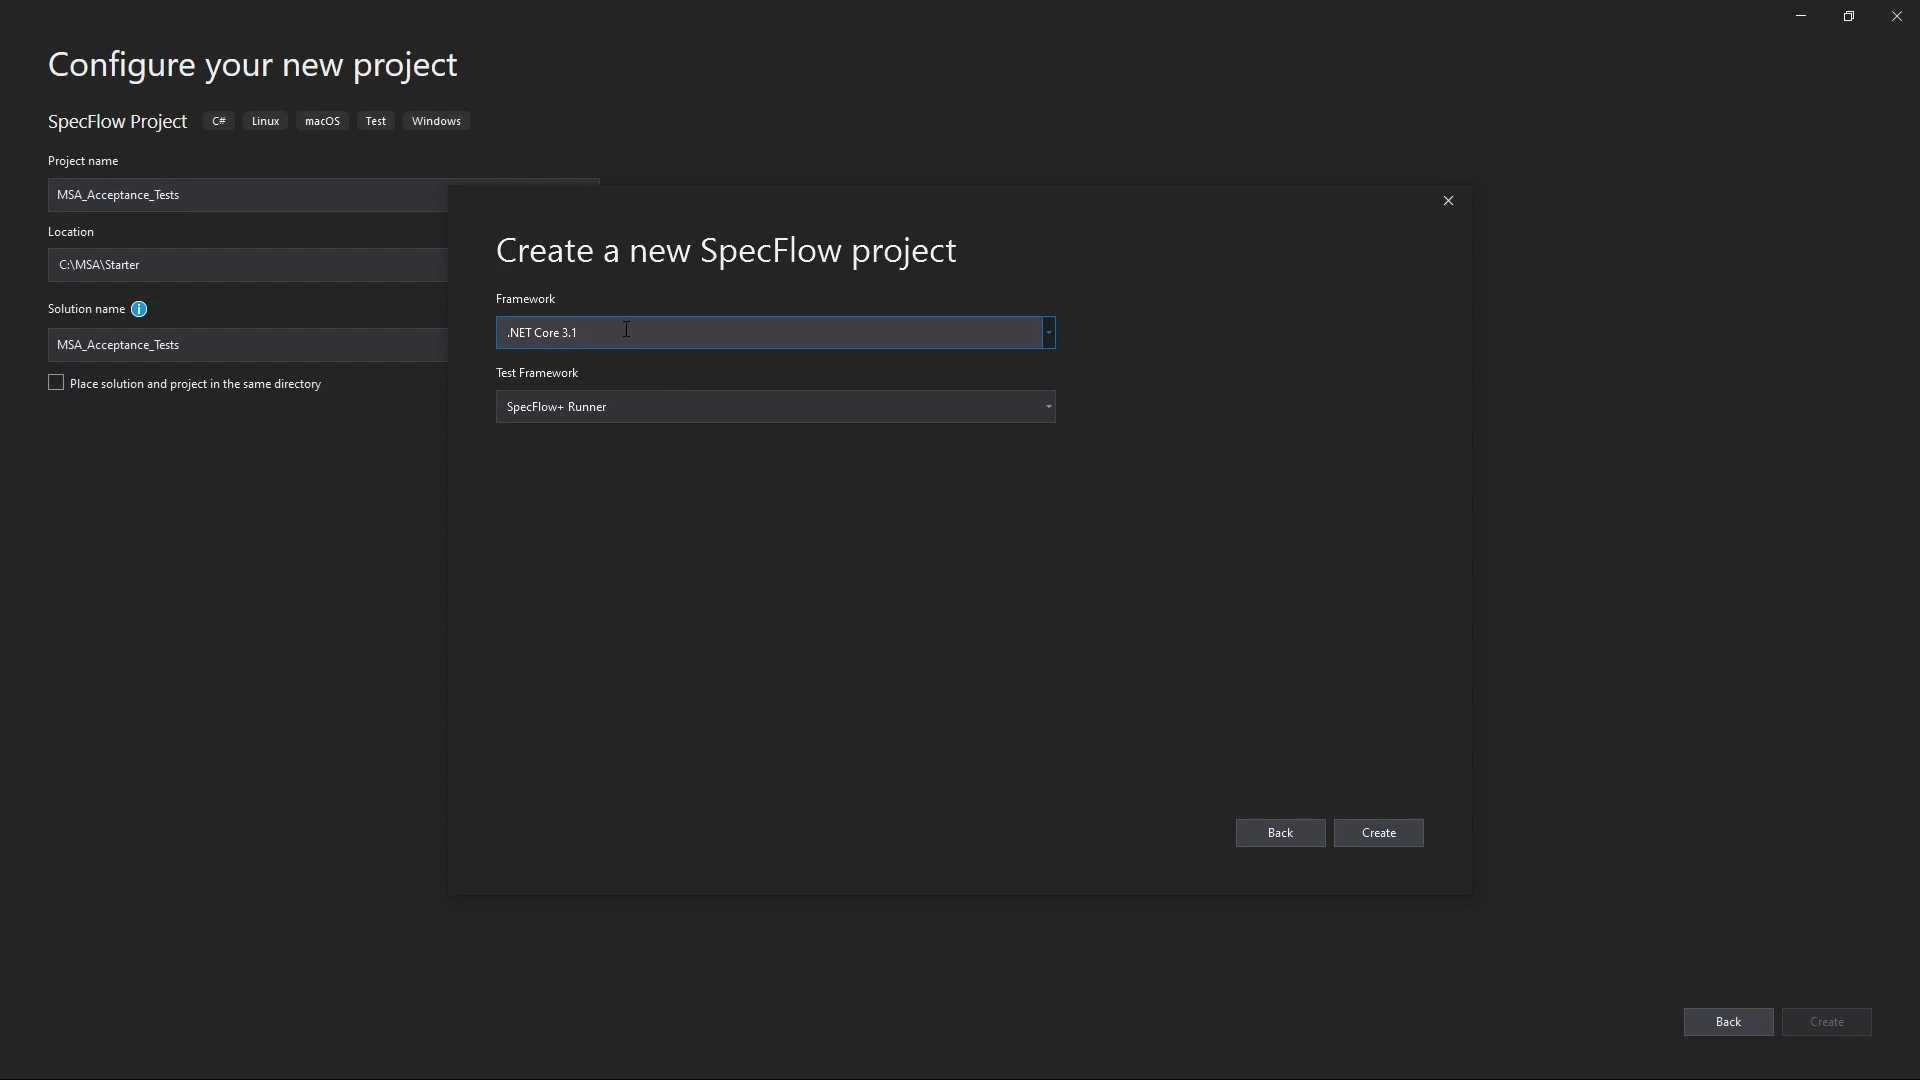 Configure your new project
SpecFlow Project C# Linux macOS Test Windows
Project name
MSA_Acceptance_Tests
Location
C:\MSA\Starter
Solution name
MSA_Acceptance_Tests
Place solution and project in the same directory
Create a new SpecFlow project
Framework
.NET Core 3.1
Test Framework
SpecFlow+ Runner
Back Create
Back Create